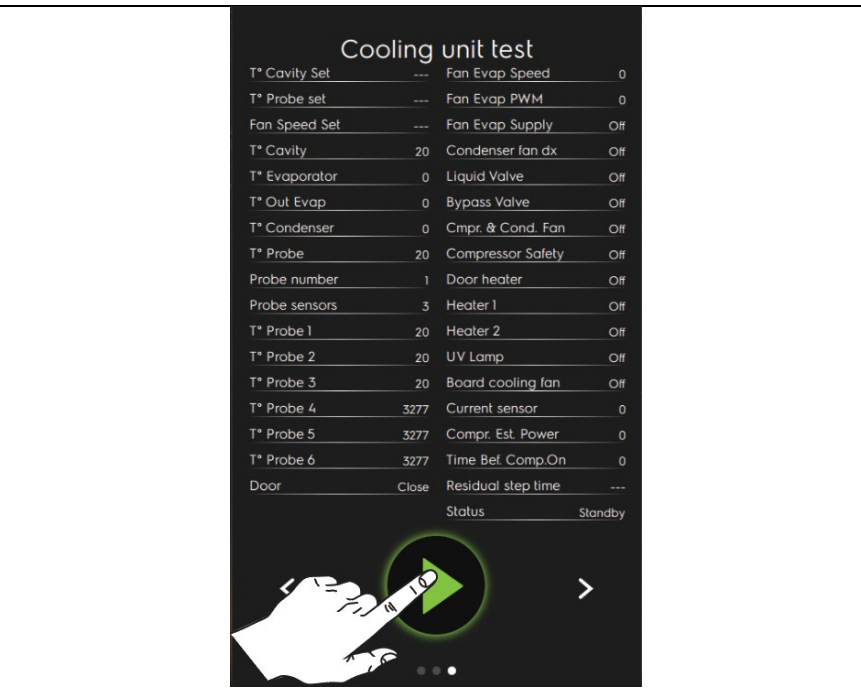 Cooling unit test
T° Cavity Set --- Fan Evap Speed 0
T° Probe set --- Fan Evap PWM 0
Fan Speed Set --- Fan Evap Supply Off
T° Cavity 20 Condenser fan dx Off
T° Evaporator 0 Liquid Valve Off
T° Out Evap 0 Bypass Valve Off
T° Condenser 0 Cmpr. & Cond. Fan Off
T° Probe 20 Compressor Safety Off
Probe number 1 Door heater Off
Probe sensors 3 Heater 1 Off
T° Probe 1 20 Heater 2 Off
T° Probe 2 20 UV Lamp Off
T° Probe 3 20 Board cooling fan Off
T° Probe 4 3277 Current sensor 0
T° Probe 5 3277 Compr. Est. Power 0
T° Probe 6 3277 Time Bef. Comp.On 0
Door Close Residual step time ---
Status Standby